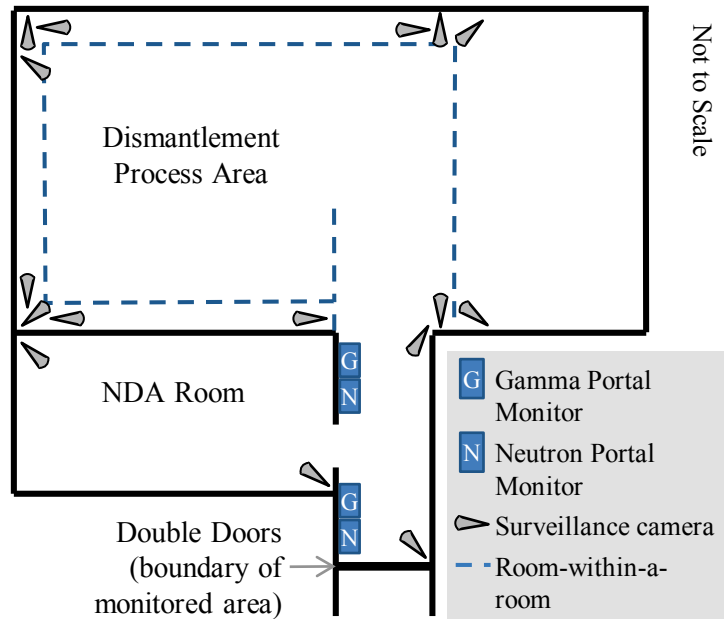 Not to Scale
Dismantlement
Process Area
NDA Room
G
N
G
N
Double Doors
(boundary of
monitored area)
G
Gamma Portal
Monitor
N
Neutron Portal
Monitor
Surveillance camera
Room-within-a-
room